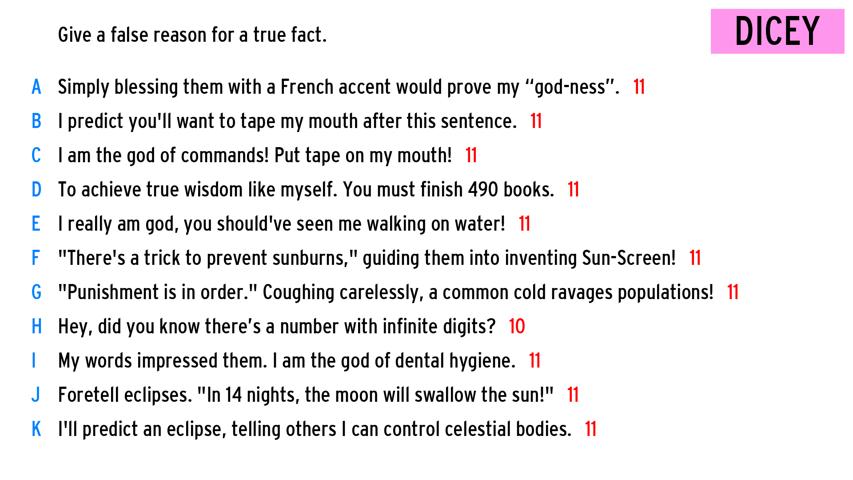 DICEY
Give a false reason for a true fact.
A Simply blessing them with a French accent would prove my “god-ness”. 11
B I predict you'll want to tape my mouth after this sentence. 11
C I am the god of commands! Put tape on my mouth! 11
D To achieve true wisdom like myself. You must finish 490 books. 11
E I really am god, you should've seen me walking on water! 11
F "There's a trick to prevent sunburns," guiding them into inventing Sun-Screen! 11
G "Punishment is in order." Coughing carelessly, a common cold ravages populations! 11
H Hey, did you know there’s a number with infinite digits? 10
I My words impressed them. I am the god of dental hygiene. 11
J Foretell eclipses. "In 14 nights, the moon will swallow the sun!" 11
K I'll predict an eclipse, telling others I can control celestial bodies. 11